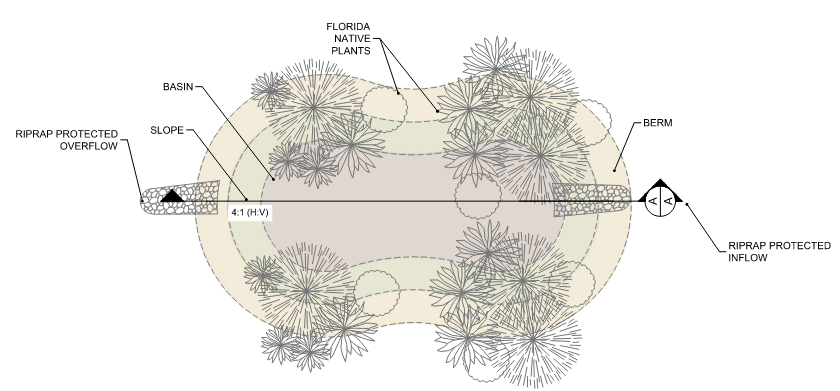 FLORIDA
NATIVE
PLANTS
BASIN
SLOPE
RIPRAP PROTECTED
OVERFLOW
BERM
4:1 (H:V)
A A
RIPRAP PROTECTED
INFLOW